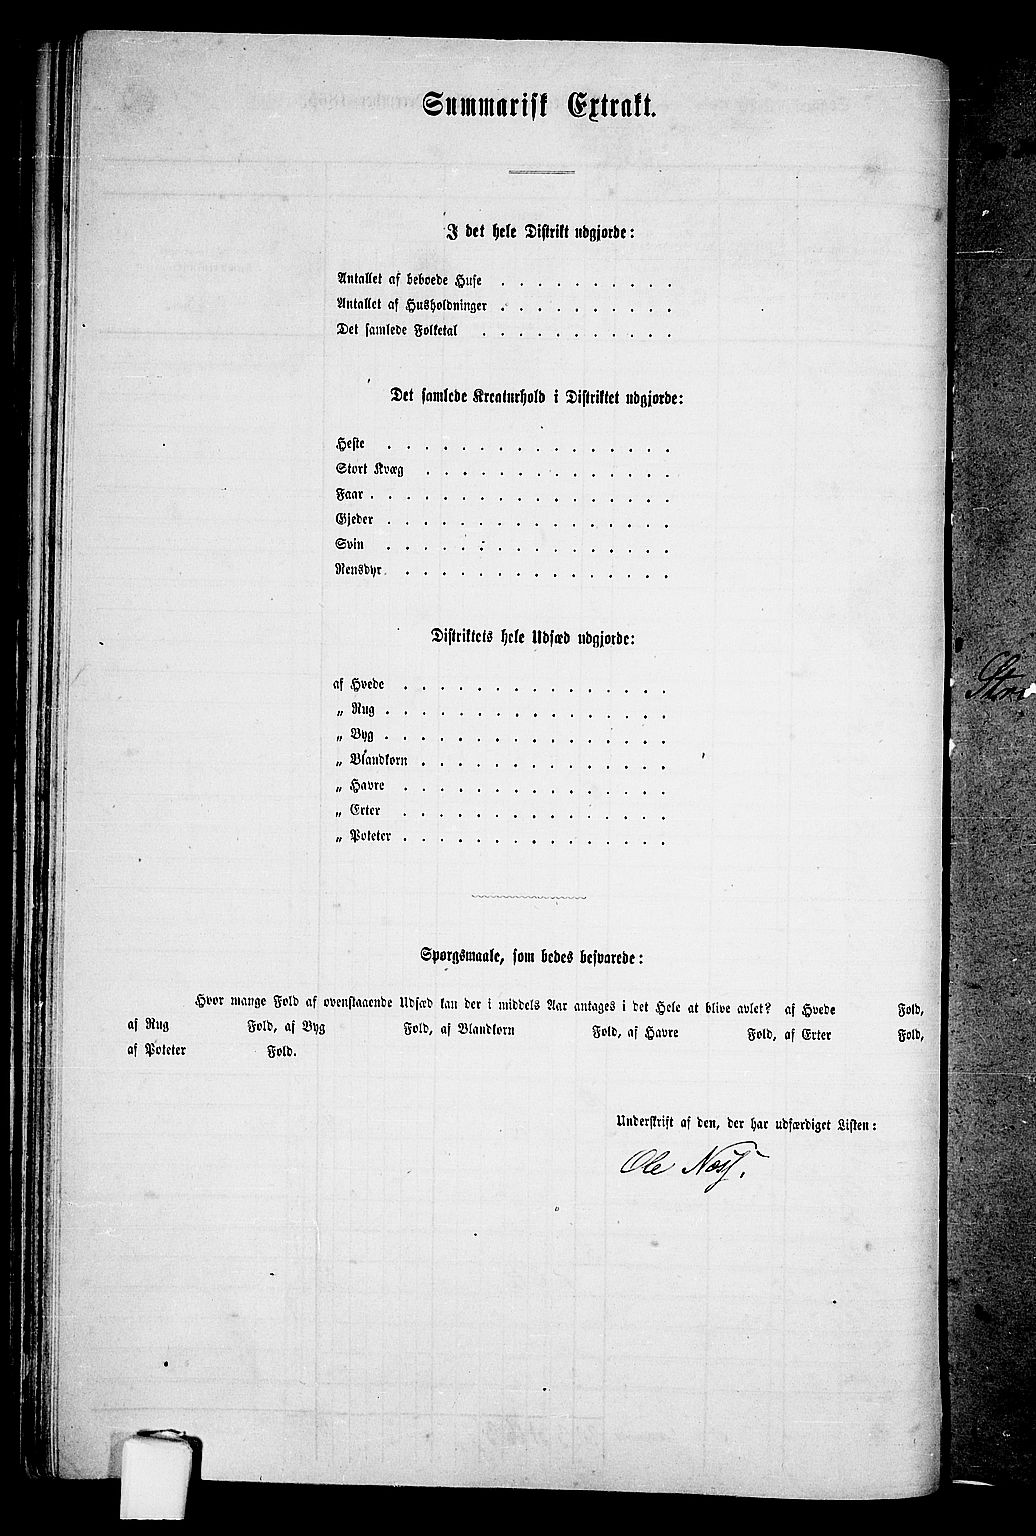 Summarisk Extrakt.
I det hele Distrikt udgjorde:
Antallet af beboede Huse . . . . . . . . . .
Antallet af Husholdninger . . . . . . . . . .
Det samlede Folketal . . . . . . . . . . .
Det samlede Kreaturhold i Distriktet udgjorde:
Heste . . . . . . . . . . . . . . . .
Stort Kvæg . . . . . . . . . . . . . .
Faar . . . . . . . . . . . . . . . . .
Gjeder . . . . . . . . . . . . . . . .
Svin . . . . . . . . . . . . . . . .
Rensdyr . . . . . . . . . . . . . . .
Distriktets hele Udsæd udgjorde:
af Hvede . . . . . . . . . . . . . . .
„ Rug . . . . . . . . . . . . . . . .
„ Byg . . . . . . . . . . . . . . . .
„ Blandkorn . . . . . . . . . . . . . .
„ Havre . . . . . . . . . . . . . . .
„ Erter . . . . . . . . . . . . . . .
„ Poteter . . . . . . . . . . . . . . .
Spørgsmaale, som bedes besvarede:
Hvor mange Fold af ovenstaaende Udsæd kan der i middels Aar antages i det Hele at blive avlet? af Hvede Fold,
af Rug Fold, af Byg Fold, af Blandkorn Fold, af Havre Fold, af Erter Fold,
af Poteter Fold.
Underskrift af den, der har udfærdiget Listen:
Ole